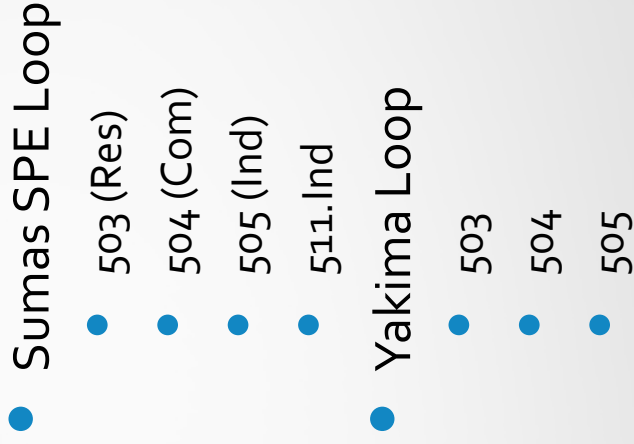 Sumas SPE Loop
503 (Res)
504 (Com)
505 (Ind)
511.Ind
Yakima Loop
503
504
505